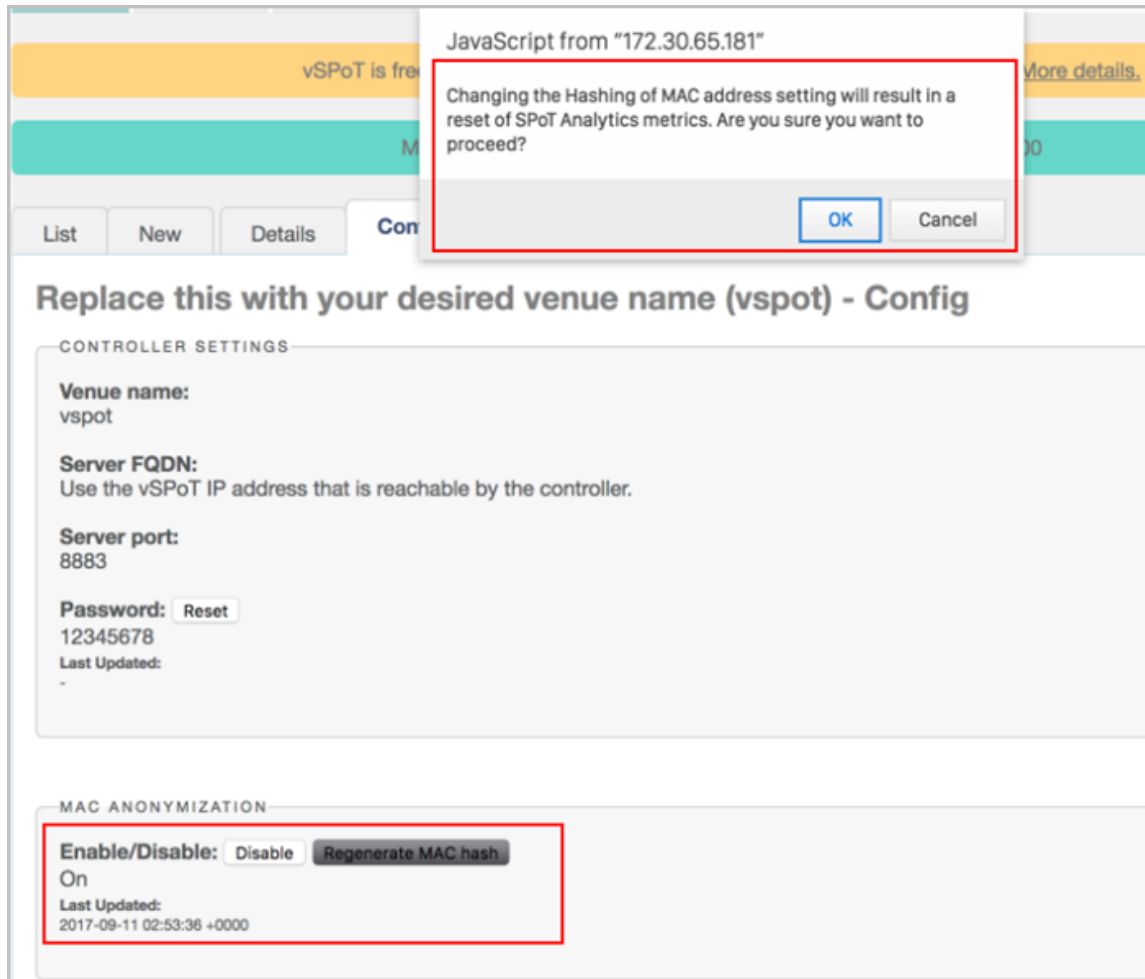 JavaScript from "172.30.65.181"
vSPoT is free
More details.
Changing the Hashing of MAC address setting will result in a
reset of SPoT Analytics metrics. Are you sure you want to
proceed?
M
00
OK
Cancel
List
New
Details
Con
Replace this with your desired venue name (vspot) - Config
CONTROLLER SETTINGS
Venue name:
vspot
Server FQDN:
Use the vSPoT IP address that is reachable by the controller.
Server port:
8883
Password: Reset
12345678
Last Updated:
-
MAC ANONYMIZATION
Enable/Disable: Disable Regenerate MAC hash
On
Last Updated:
2017-09-11 02:53:36 +0000